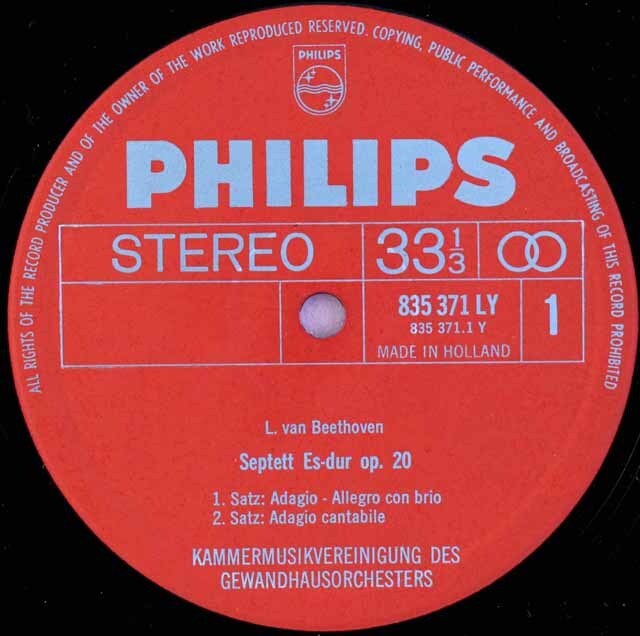 ALL RIGHTS OF THE RECORD PRODUCER AND OF THE OWNER OF THE WORK REPRODUCED RESERVED. COPYING, PUBLIC PERFORMANCE AND BROADCASTING OF THIS RECORD PROHIBITED
PHILIPS
PHILIPS
STEREO 33 1/3
835 371 LY 1
835 371.1 Y
MADE IN HOLLAND
L. van Beethoven
Septett Es-dur op. 20
1. Satz: Adagio - Allegro con brio
2. Satz: Adagio cantabile
KAMMERMUSIKVEREINIGUNG DES
GEWANDHAUSORCHESTERS